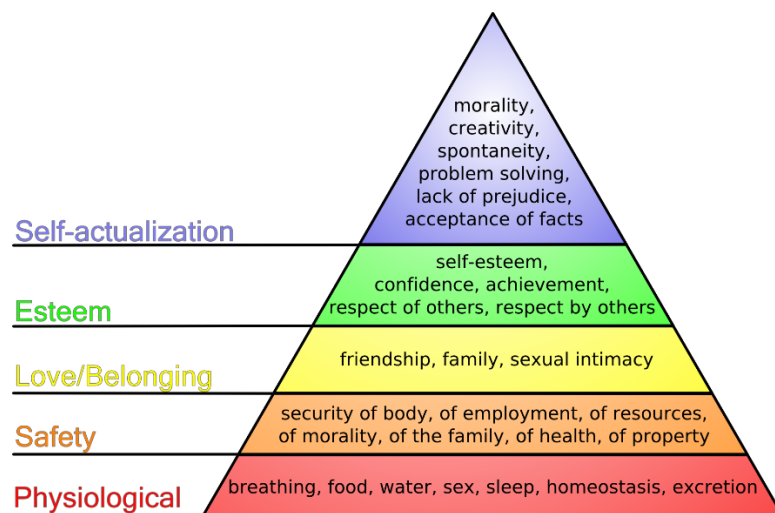 morality,
creativity,
spontaneity,
problem solving,
lack of prejudice,
acceptance of facts
Self-actualization
self-esteem,
confidence, achievement,
respect of others, respect by others
Esteem
friendship, family, sexual intimacy
Love/Belonging
security of body, of employment, of resources,
of morality, of the family, of health, of property
Safety
breathing, food, water, sex, sleep, homeostasis, excretion
Physiological